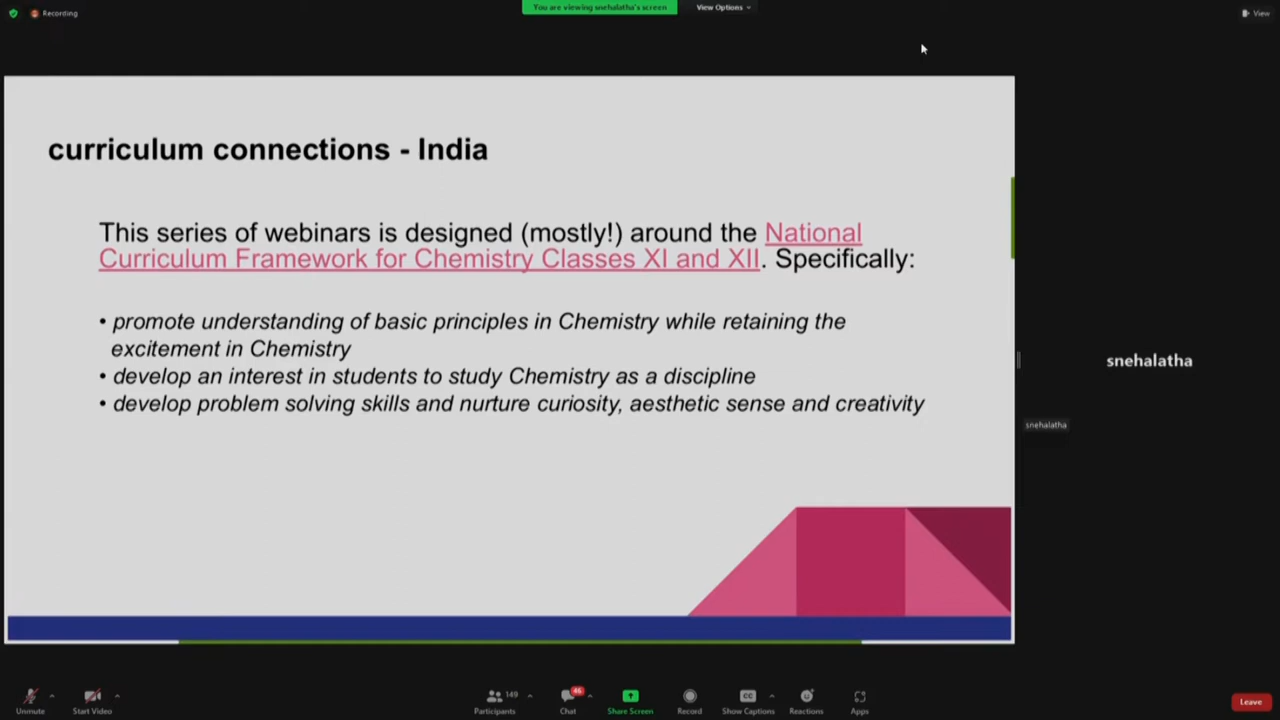 Recording
You are viewing snehalatha's screen
View Options
View
curriculum connections - India
This series of webinars is designed (mostly!) around the National
Curriculum Framework for Chemistry Classes XI and XII. Specifically:
• promote understanding of basic principles in Chemistry while retaining the
excitement in Chemistry
• develop an interest in students to study Chemistry as a discipline
• develop problem solving skills and nurture curiosity, aesthetic sense and creativity
snehalatha
snehalatha
149
46
CC
Unmute
Start Video
Participants
Chat
Share Screen
Record
Show Captions
Reactions
Apps
Leave